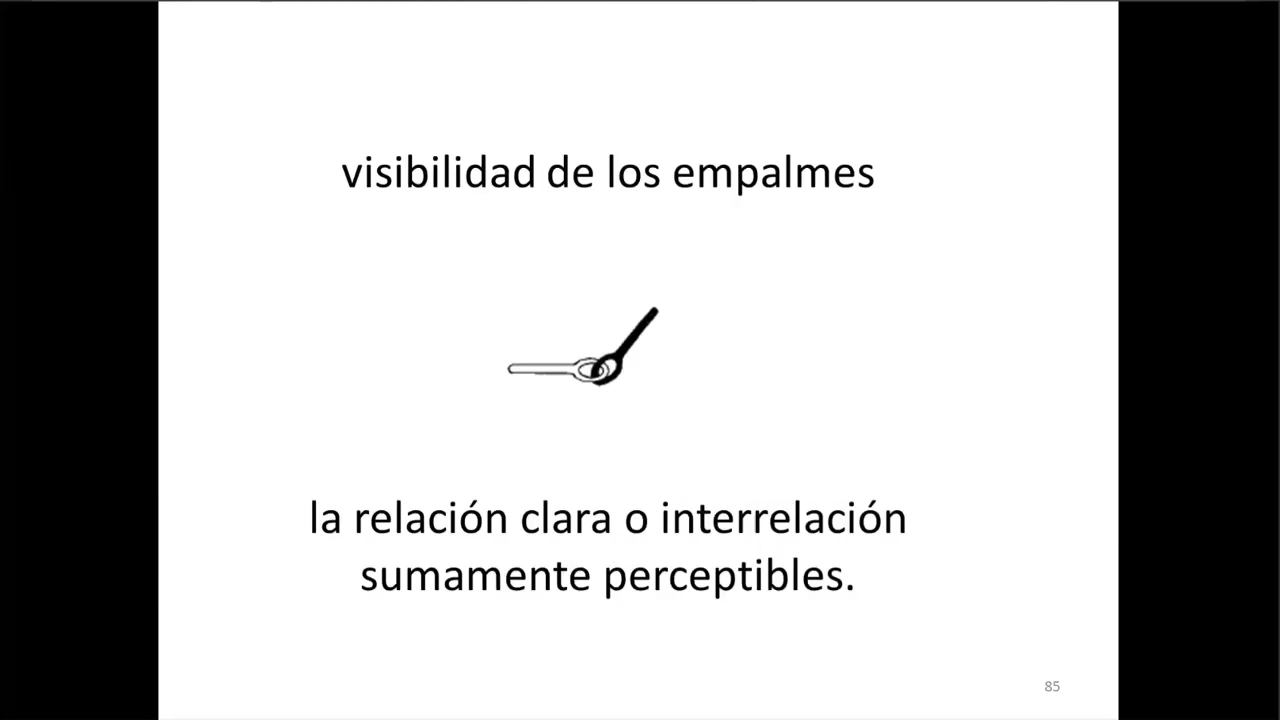 visibilidad de los empalmes
la relación clara o interrelación
sumamente perceptibles.
85